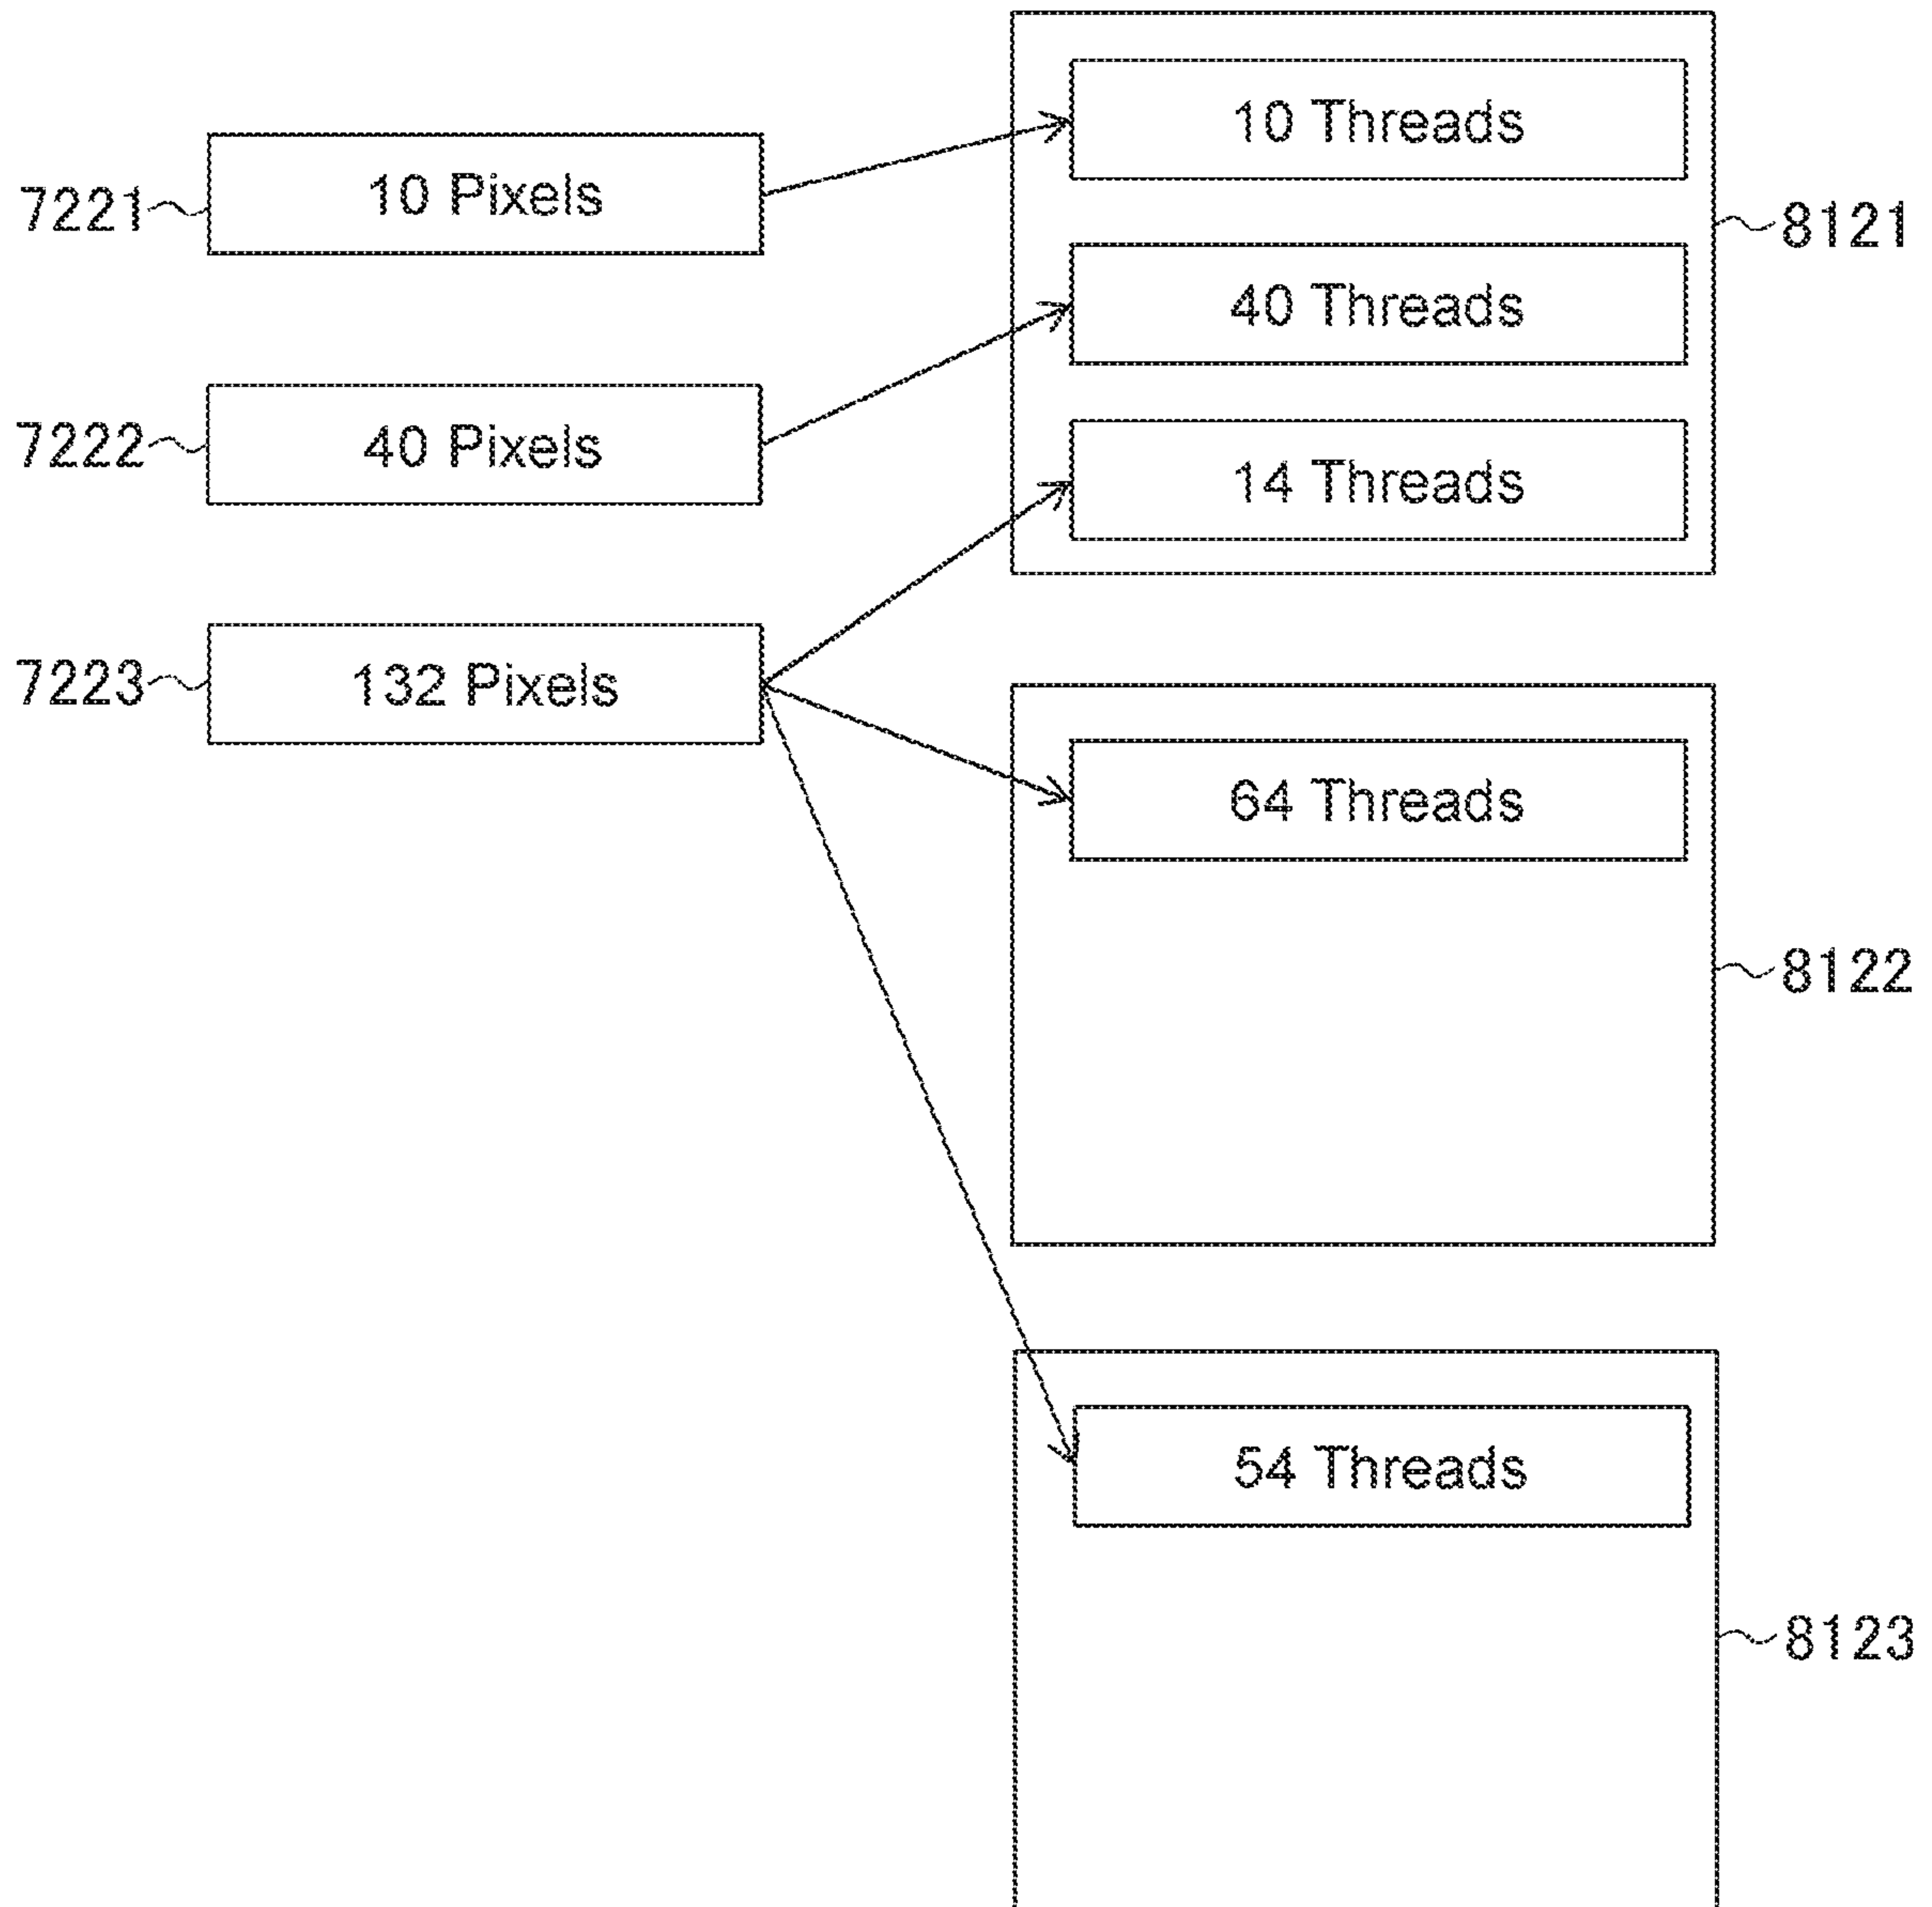 10 Threads
7221
10 Pixels
8121
40 Threads
7222
40 Pixels
14 Threads
7223
132 Pixels
64 Threads
8122
54 Threads
8123